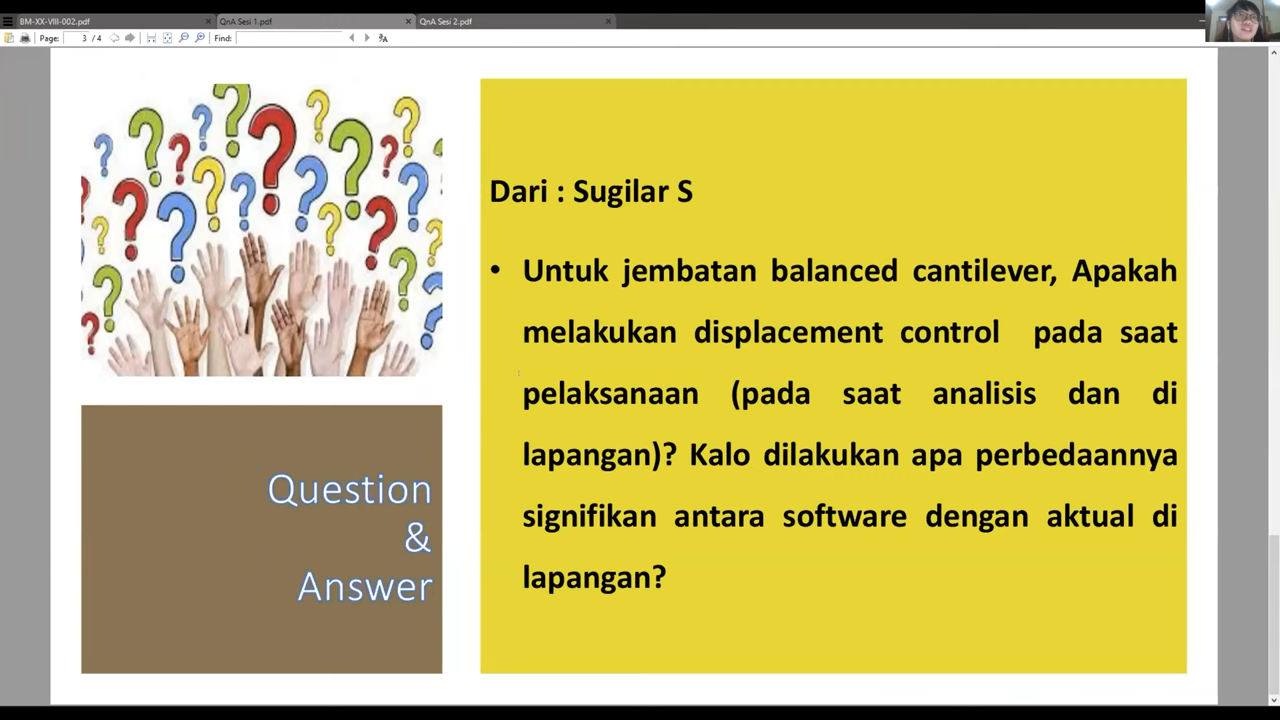 BM-XX-VIII-002.pdf
QnA Sesi 1.pdf
QnA Sesi 2.pdf
Page: 3 / 4
Find:
Dari : Sugilar S
• Untuk jembatan balanced cantilever, Apakah
melakukan displacement control pada saat
pelaksanaan (pada saat analisis dan di
lapangan)? Kalo dilakukan apa perbedaannya
signifikan antara software dengan aktual di
lapangan?
Question
&
Answer